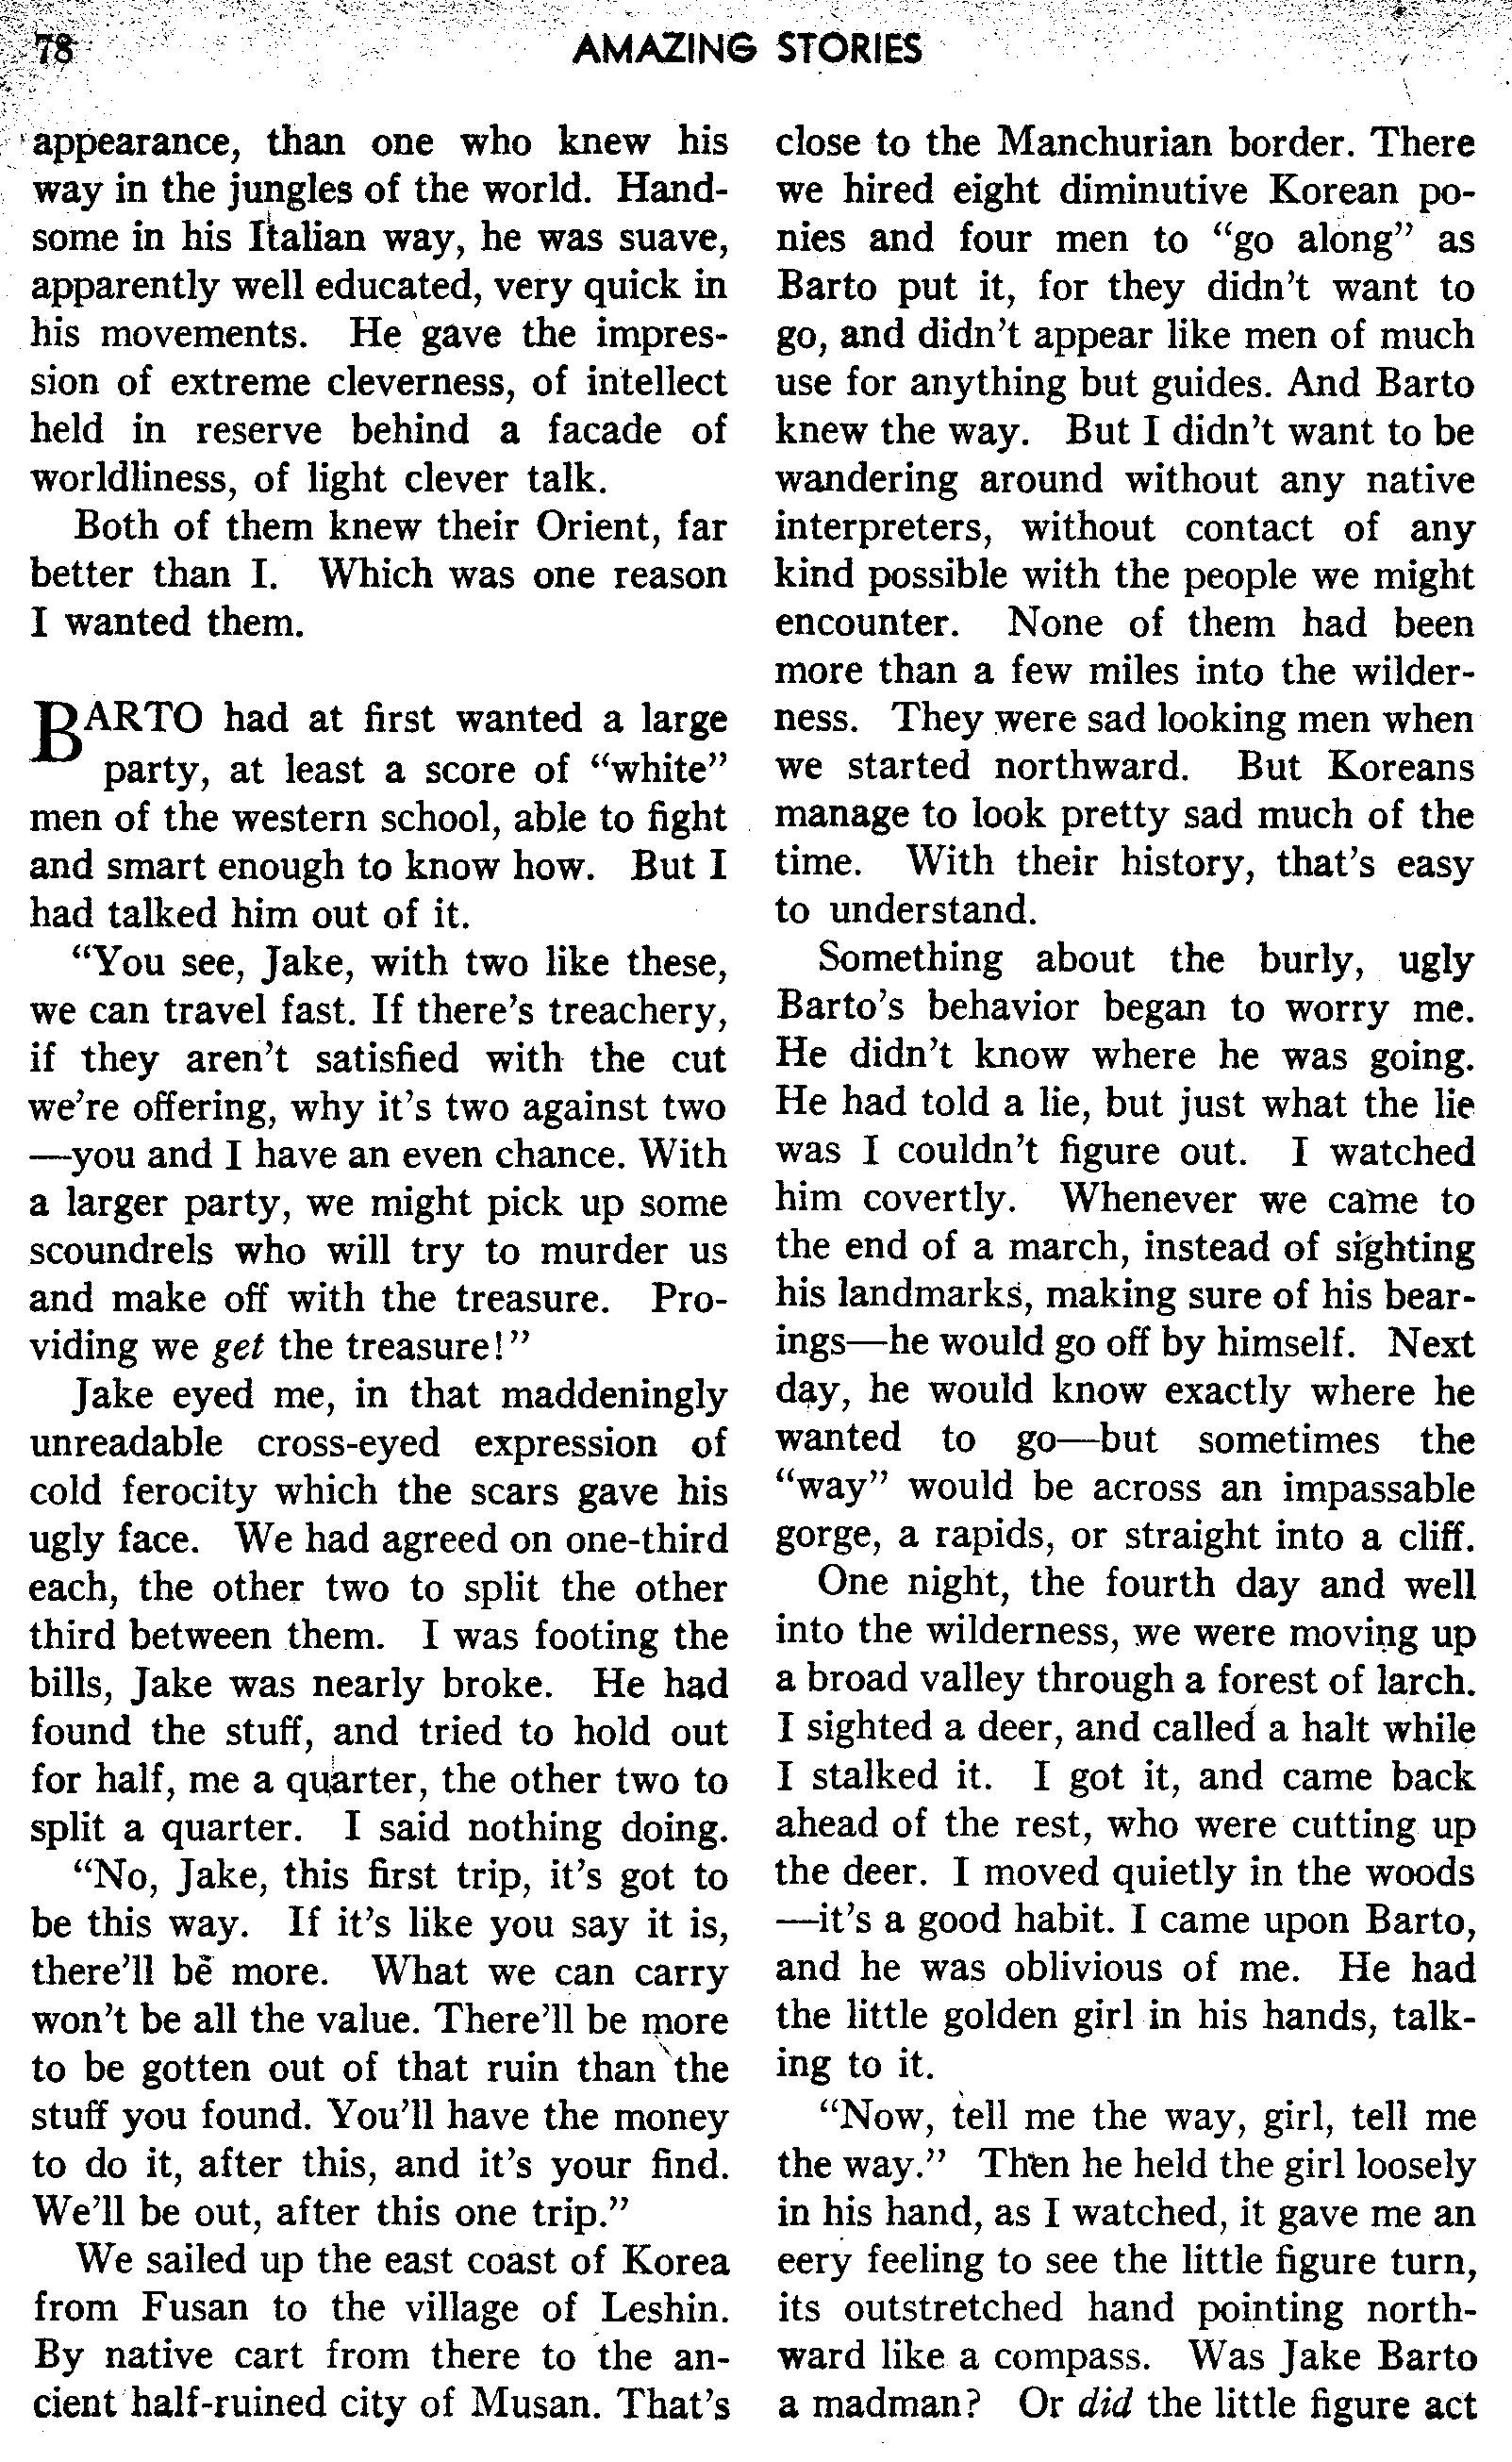 78
AMAZING STORIES
appearance, than one who knew his
way in the jungles of the world. Hand-
some in his Italian way, he was suave,
apparently well educated, very quick in
his movements. He gave the impres-
sion of extreme cleverness, of intellect
held in reserve behind a facade of
worldliness, of light clever talk.
Both of them knew their Orient, far
better than I. Which was one reason
I wanted them.
BARTO had at first wanted a large
party, at least a score of "white"
men of the western school, able to fight
and smart enough to know how. But I
had talked him out of it.
"You see, Jake, with two like these,
we can travel fast. If there's treachery,
if they aren't satisfied with the cut
we're offering, why it's two against two
—you and I have an even chance. With
a larger party, we might pick up some
scoundrels who will try to murder us
and make off with the treasure. Pro-
viding we get the treasure!"
Jake eyed me, in that maddeningly
unreadable cross-eyed expression of
cold ferocity which the scars gave his
ugly face. We had agreed on one-third
each, the other two to split the other
third between them. I was footing the
bills, Jake was nearly broke. He had
found the stuff, and tried to hold out
for half, me a quarter, the other two to
split a quarter. I said nothing doing.
"No, Jake, this first trip, it's got to
be this way. If it's like you say it is,
there'll be more. What we can carry
won't be all the value. There'll be more
to be gotten out of that ruin than the
stuff you found. You'll have the money
to do it, after this, and it's your find.
We'll be out, after this one trip."
We sailed up the east coast of Korea
from Fusan to the village of Leshin.
By native cart from there to the an-
cient half-ruined city of Musan. That's
close to the Manchurian border. There
we hired eight diminutive Korean po-
nies and four men to "go along" as
Barto put it, for they didn't want to
go, and didn't appear like men of much
use for anything but guides. And Barto
knew the way. But I didn't want to be
wandering around without any native
interpreters, without contact of any
kind possible with the people we might
encounter. None of them had been
more than a few miles into the wilder-
ness. They were sad looking men when
we started northward. But Koreans
manage to look pretty sad much of the
time. With their history, that's easy
to understand.
Something about the burly, ugly
Barto's behavior began to worry me.
He didn't know where he was going.
He had told a lie, but just what the lie
was I couldn't figure out. I watched
him covertly. Whenever we came to
the end of a march, instead of sighting
his landmarks, making sure of his bear-
ings—he would go off by himself. Next
day, he would know exactly where he
wanted to go—but sometimes the
"way" would be across an impassable
gorge, a rapids, or straight into a cliff.
One night, the fourth day and well
into the wilderness, we were moving up
a broad valley through a forest of larch.
I sighted a deer, and called a halt while
I stalked it. I got it, and came back
ahead of the rest, who were cutting up
the deer. I moved quietly in the woods
—it's a good habit. I came upon Barto,
and he was oblivious of me. He had
the little golden girl in his hands, talk-
ing to it.
"Now, tell me the way, girl, tell me
the way." Then he held the girl loosely
in his hand, as I watched, it gave me an
eery feeling to see the little figure turn,
its outstretched hand pointing north-
ward like a compass. Was Jake Barto
a madman? Or did the little figure act